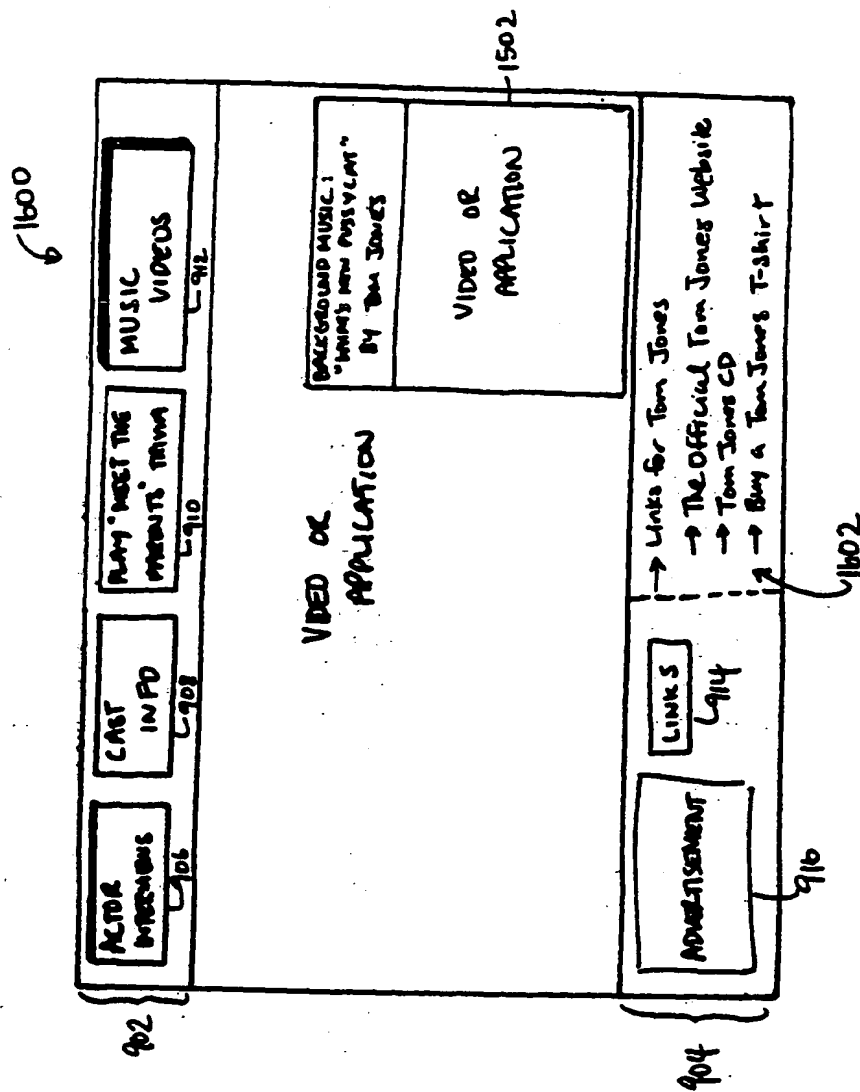 1600
902
ACTOR
INTERVIEWS
906
CAST
INFO
908
PLAY "MEET THE
PARENTS" TRIVIA
910
MUSIC
VIDEOS
912
VIDEO OR
APPLICATION
BACKGROUND MUSIC:
"WHAT'S NEW PUSSYCAT"
BY TOM JONES
VIDEO OR
APPLICATION
1502
904
ADVERTISEMENT
916
LINKS
914
→ Links for Tom Jones
→ The Official Tom Jones Website
→ Tom Jones CD
→ Buy a Tom Jones T-Shirt
1602